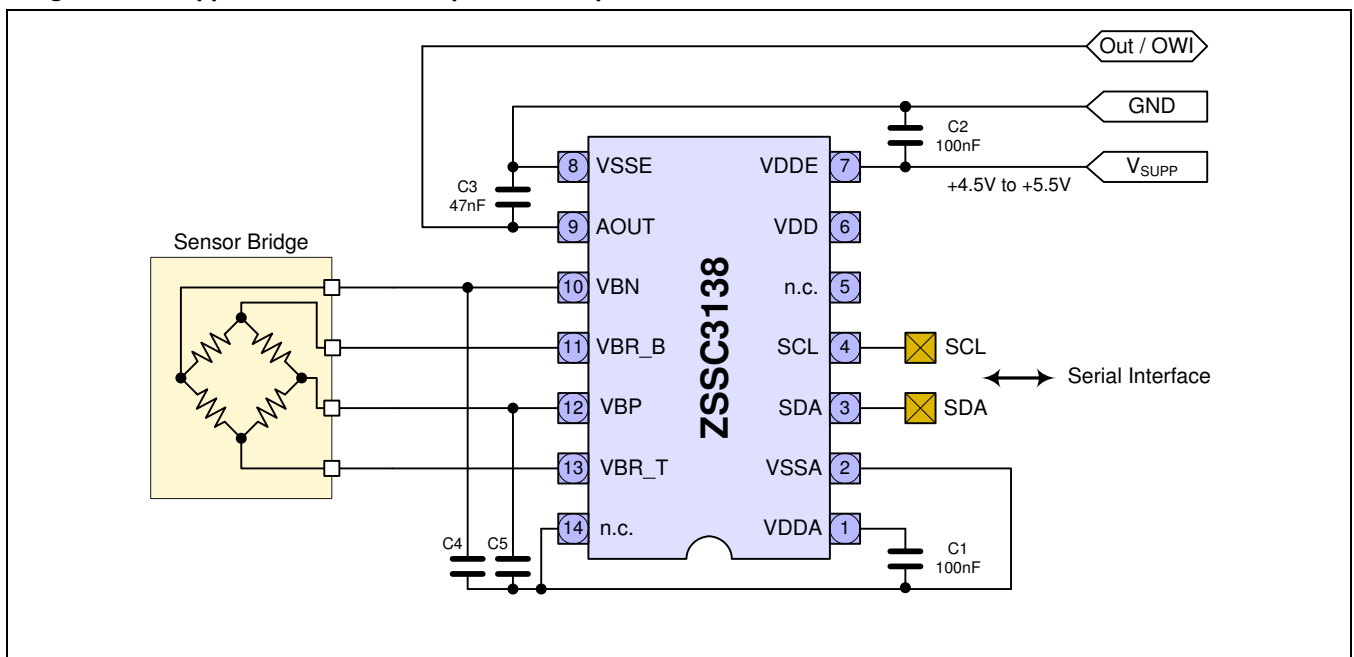 Out / OWI
GND
C2
100nF
8 VSSE
VDDE 7
V_SUPP
+4.5V to +5.5V
C3
47nF
9 AOUT
VDD 6
Sensor Bridge
10 VBN
n.c. 5
11 VBR_B
SCL 4
SCL
ZSSC3138
Serial Interface
12 VBP
SDA 3
SDA
13 VBR_T
VSSA 2
14 n.c.
VDDA 1
C4
C5
C1
100nF